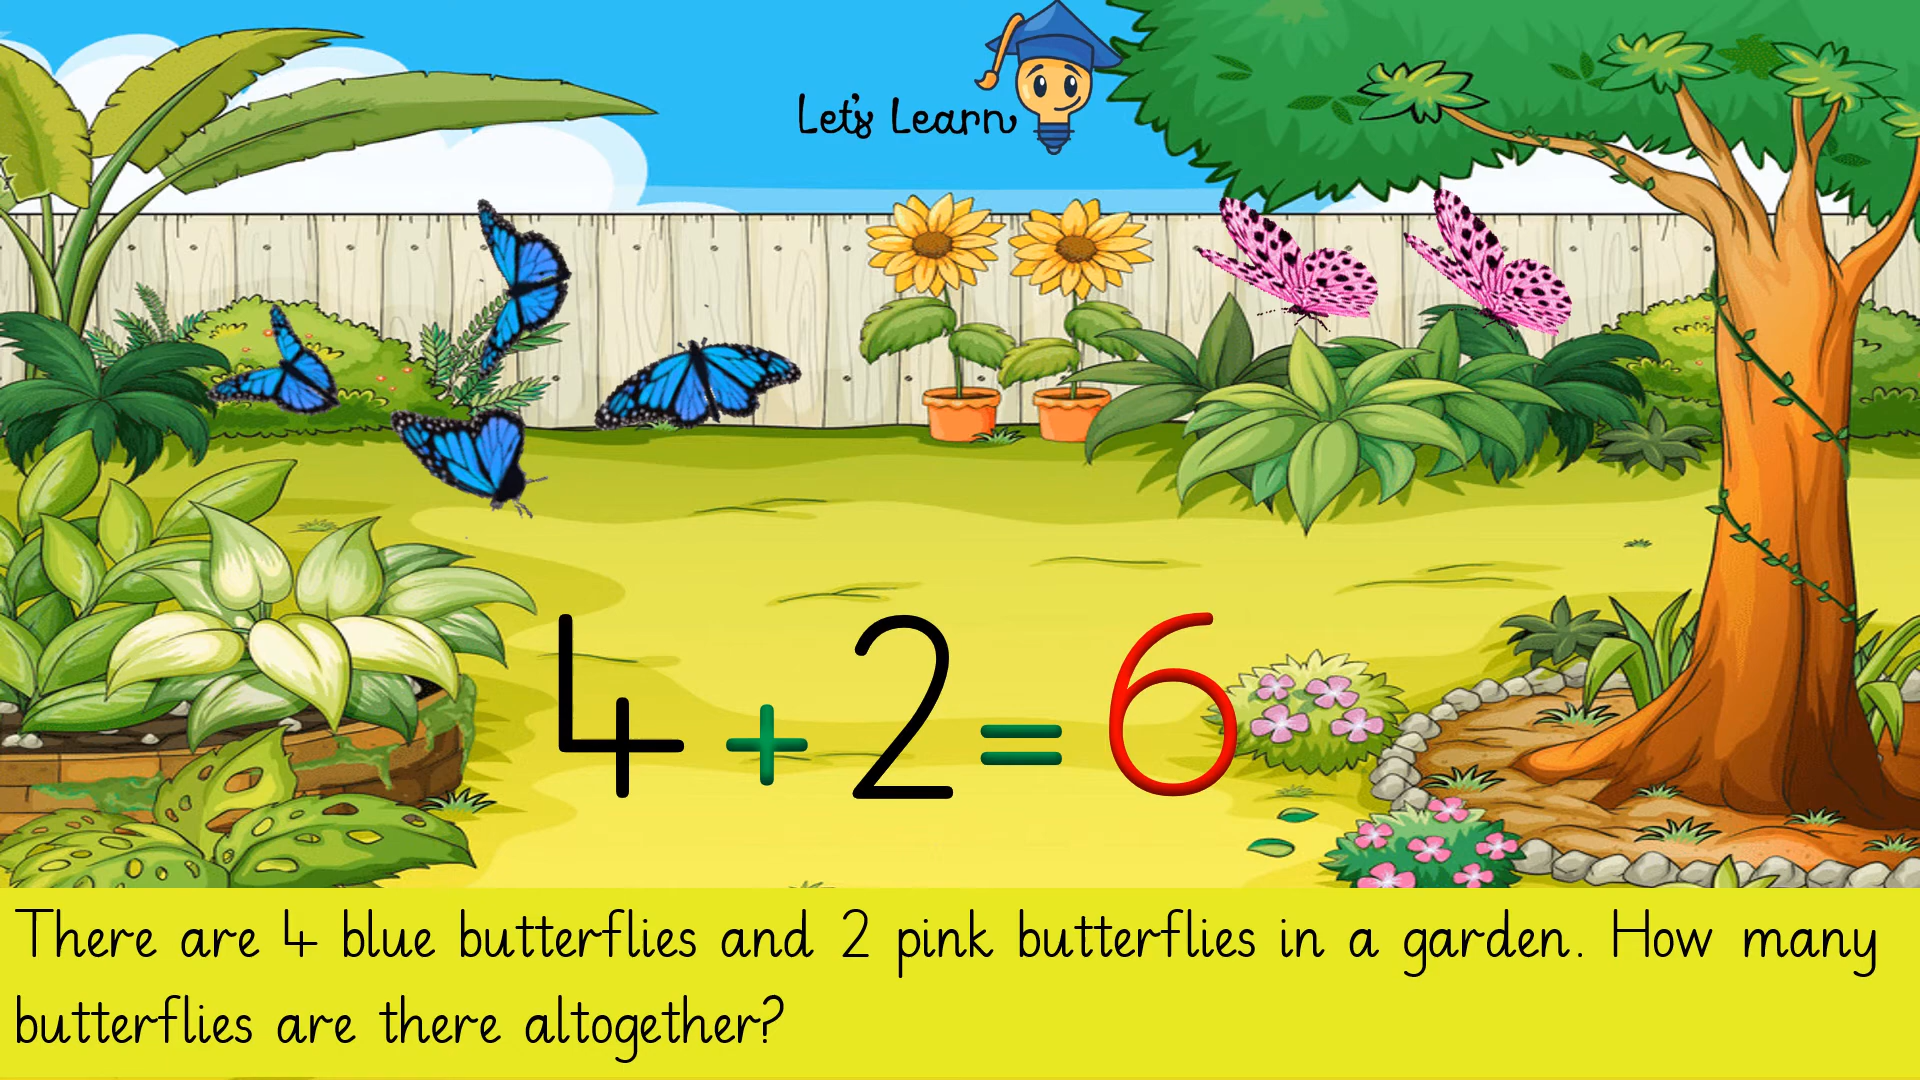 Let's Learn
4 + 2 = 6
There are 4 blue butterflies and 2 pink butterflies in a garden. How many
butterflies are there altogether?